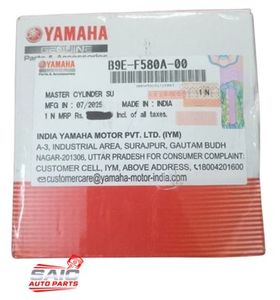 YAMAHA
GENUINE
Parts & Accessories
B9E-F580A-00
1 N
MASTER CYLINDER SU
MFG IN : 07/2025 MADE IN : INDIA
1 N MRP Rs. Incl. of all taxes.
INDIA YAMAHA MOTOR PVT. LTD. (IYM)
A-3, INDUSTRIAL AREA, SURAJPUR, GAUTAM BUDH
NAGAR-201306, UTTAR PRADESH FOR CONSUMER COMPLAINT:
CUSTOMER CELL, IYM, ABOVE ADDRESS, 18004201600
customercare@yamaha-motor-india.com
SAIC
AUTO PARTS